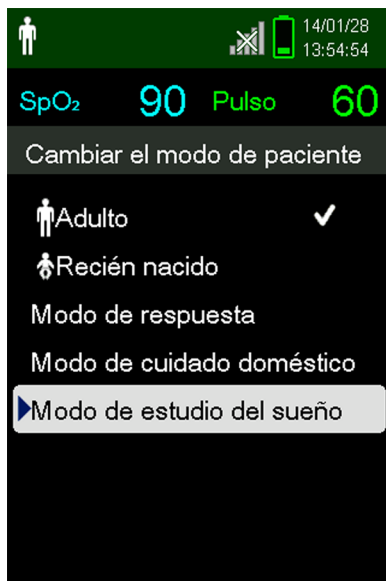 14/01/28
13:54:54
SpO₂ 90 Pulso 60
Cambiar el modo de paciente
Adulto
Recién nacido
Modo de respuesta
Modo de cuidado doméstico
Modo de estudio del sueño